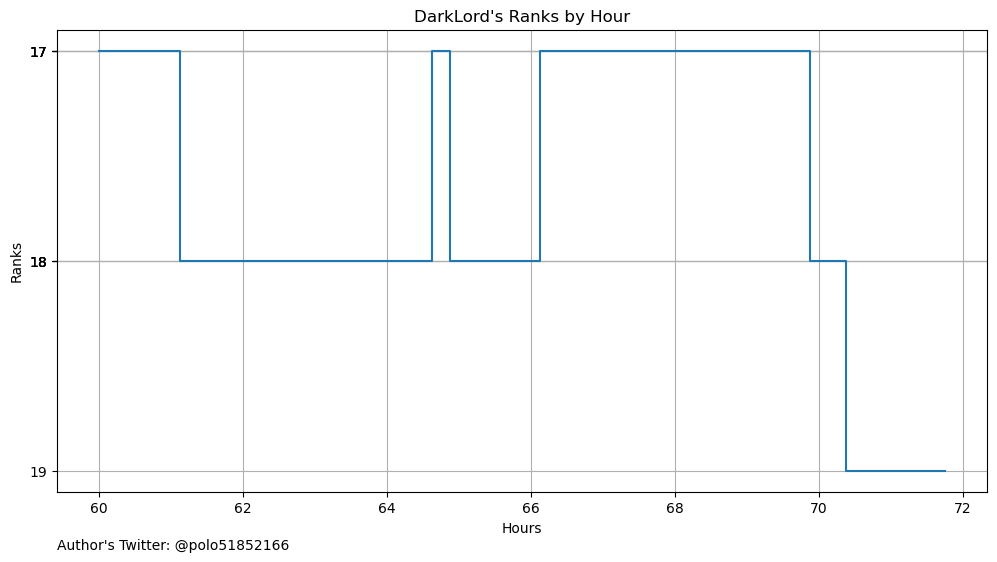 DarkLord's Ranks by Hour
17
18
19
Ranks
60 62 64 66 68 70 72
Hours
Author's Twitter: @polo51852166